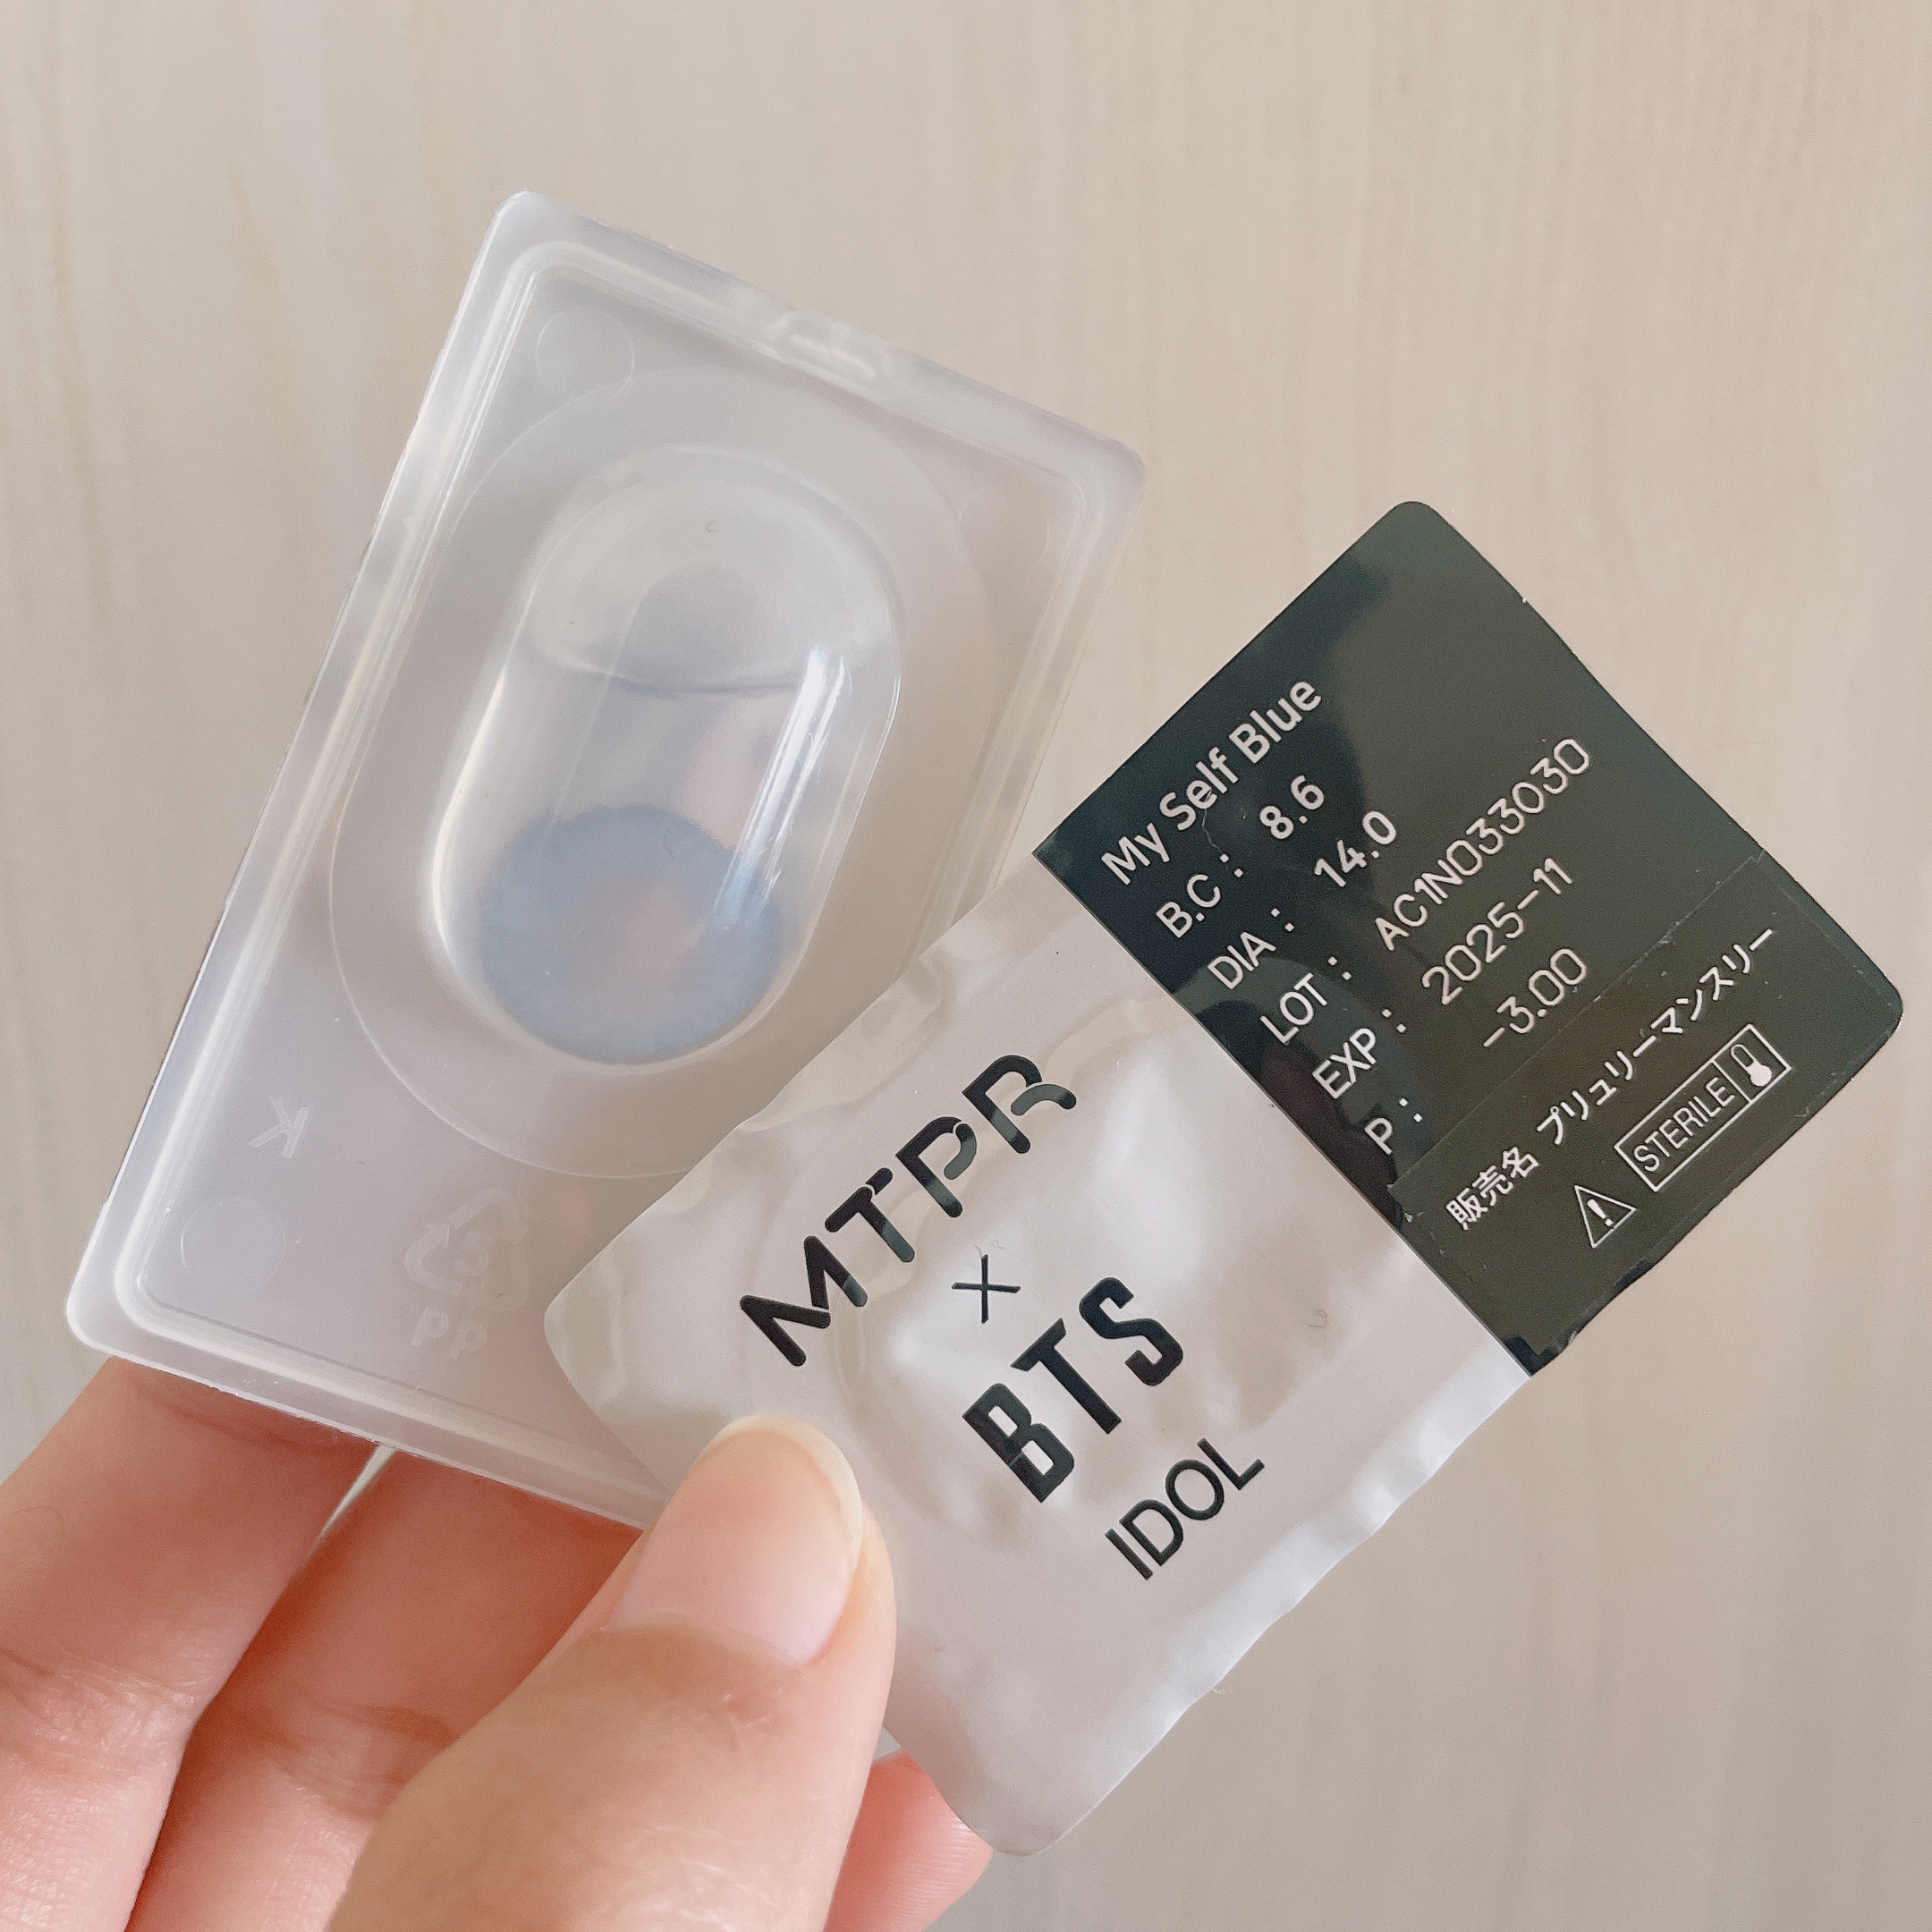 My Self Blue
B.C : 8.6
DIA : 14.0
LOT : AC1N033030
EXP : 2025-11
P : -3.00
販売名 プリュリーマンスリー
STERILE
MTPR
X
BTS
IDOL
K
5
PP